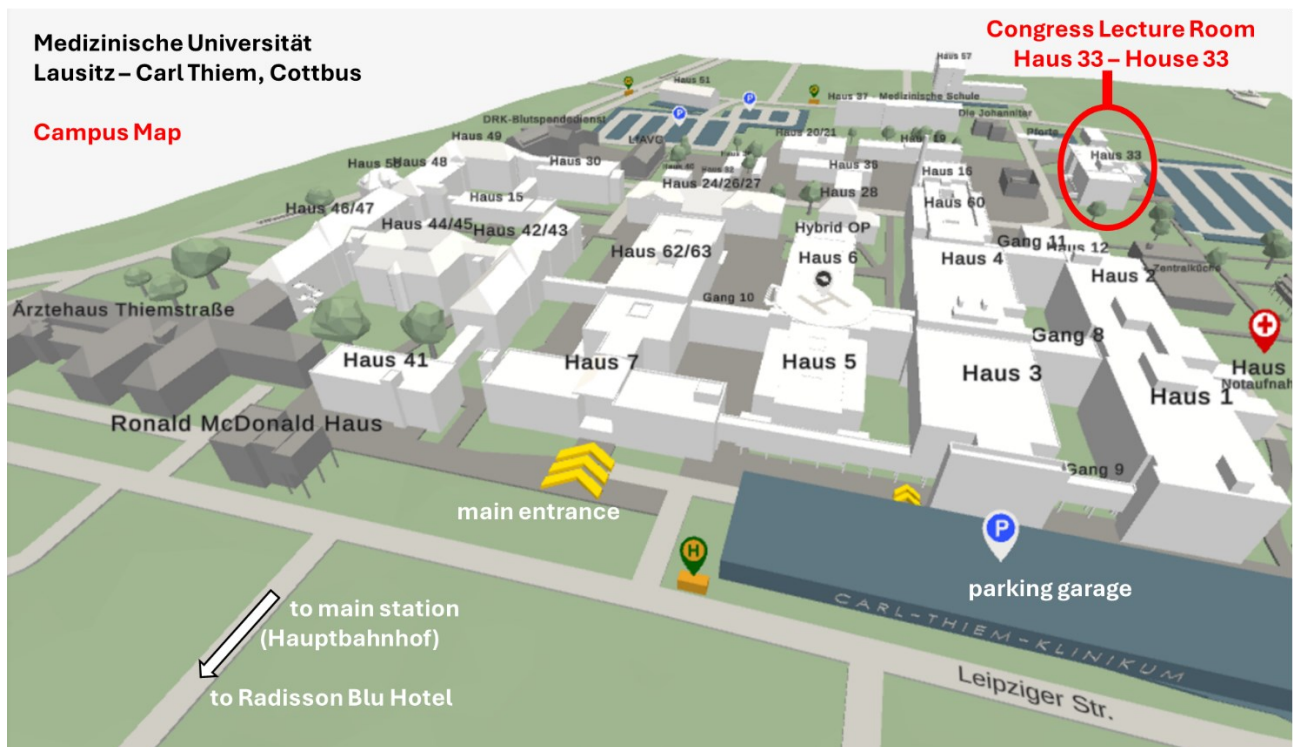 Medizinische Universität
Lausitz – Carl Thiem, Cottbus
Campus Map
Congress Lecture Room
Haus 33 – House 33
Haus 57
Haus 51
Haus 37 - Medizinische Schule
DRK-Blutspendedienst
Die Johanniter
Haus 49
LfAVG
Haus 20/21
Pforte
Haus 33
Haus 48
Haus 30
Haus 16
Haus 15
Haus 24/26/27
Haus 28
Haus 60
Haus 46/47
Haus 44/45
Haus 42/43
Hybrid OP
Haus 62/63
Haus 6
Haus 4
Gang 11
Haus 12
Haus 2
Zentralküche
H
Gang 10
Ärztehaus Thiemstraße
Haus 41
Haus 7
Haus 5
Haus 3
Gang 8
Haus 1
Haus
Notaufnah
Ronald McDonald Haus
Gang 9
main entrance
H
P
parking garage
CARL-THIEM-KLINIKUM
to main station
(Hauptbahnhof)
to Radisson Blu Hotel
Leipziger Str.